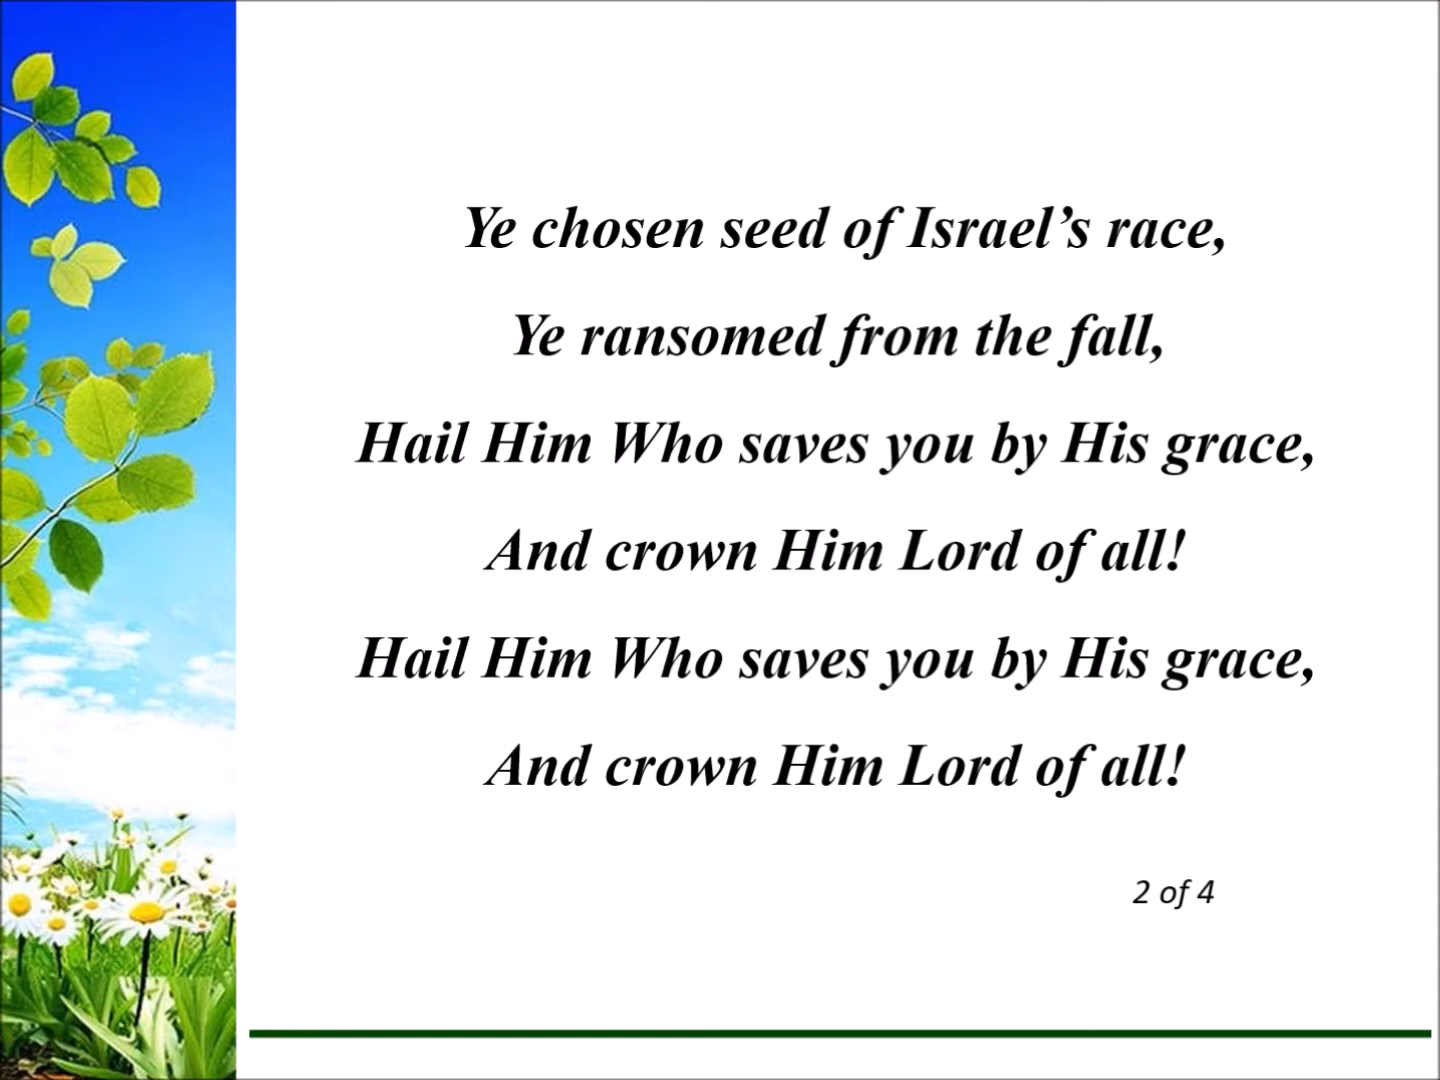 Ye chosen seed of Israel’s race,
Ye ransomed from the fall,
Hail Him Who saves you by His grace,
And crown Him Lord of all!
Hail Him Who saves you by His grace,
And crown Him Lord of all!
2 of 4